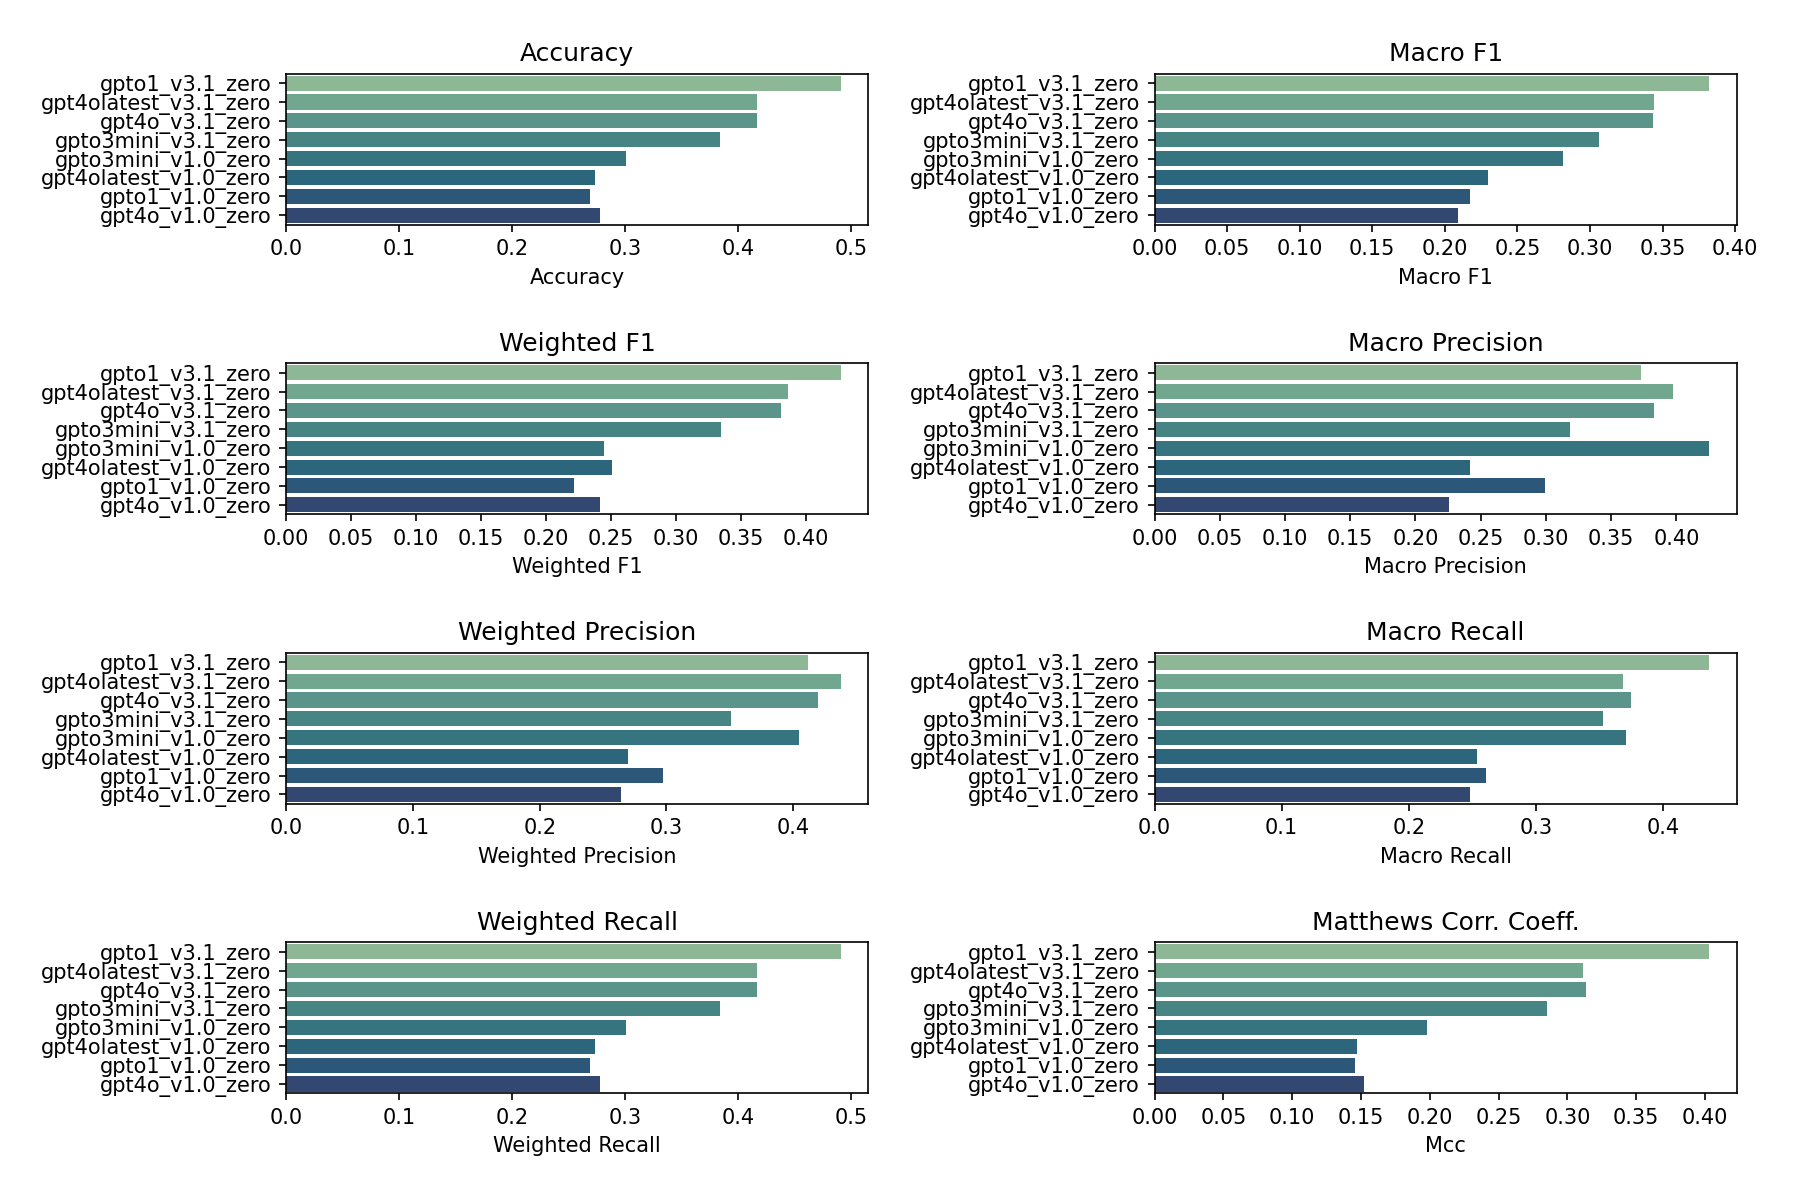 Accuracy
gpto1_v3.1_zero
gpt4olatest_v3.1_zero
gpt4o_v3.1_zero
gpto3mini_v3.1_zero
gpto3mini_v1.0_zero
gpt4olatest_v1.0_zero
gpto1_v1.0_zero
gpt4o_v1.0_zero
0.0 0.1 0.2 0.3 0.4 0.5
Accuracy
Macro F1
gpto1_v3.1_zero
gpt4olatest_v3.1_zero
gpt4o_v3.1_zero
gpto3mini_v3.1_zero
gpto3mini_v1.0_zero
gpt4olatest_v1.0_zero
gpto1_v1.0_zero
gpt4o_v1.0_zero
0.00 0.05 0.10 0.15 0.20 0.25 0.30 0.35 0.40
Macro F1
Weighted F1
gpto1_v3.1_zero
gpt4olatest_v3.1_zero
gpt4o_v3.1_zero
gpto3mini_v3.1_zero
gpto3mini_v1.0_zero
gpt4olatest_v1.0_zero
gpto1_v1.0_zero
gpt4o_v1.0_zero
0.00 0.05 0.10 0.15 0.20 0.25 0.30 0.35 0.40
Weighted F1
Macro Precision
gpto1_v3.1_zero
gpt4olatest_v3.1_zero
gpt4o_v3.1_zero
gpto3mini_v3.1_zero
gpto3mini_v1.0_zero
gpt4olatest_v1.0_zero
gpto1_v1.0_zero
gpt4o_v1.0_zero
0.00 0.05 0.10 0.15 0.20 0.25 0.30 0.35 0.40
Macro Precision
Weighted Precision
gpto1_v3.1_zero
gpt4olatest_v3.1_zero
gpt4o_v3.1_zero
gpto3mini_v3.1_zero
gpto3mini_v1.0_zero
gpt4olatest_v1.0_zero
gpto1_v1.0_zero
gpt4o_v1.0_zero
0.0 0.1 0.2 0.3 0.4
Weighted Precision
Macro Recall
gpto1_v3.1_zero
gpt4olatest_v3.1_zero
gpt4o_v3.1_zero
gpto3mini_v3.1_zero
gpto3mini_v1.0_zero
gpt4olatest_v1.0_zero
gpto1_v1.0_zero
gpt4o_v1.0_zero
0.0 0.1 0.2 0.3 0.4
Macro Recall
Weighted Recall
gpto1_v3.1_zero
gpt4olatest_v3.1_zero
gpt4o_v3.1_zero
gpto3mini_v3.1_zero
gpto3mini_v1.0_zero
gpt4olatest_v1.0_zero
gpto1_v1.0_zero
gpt4o_v1.0_zero
0.0 0.1 0.2 0.3 0.4 0.5
Weighted Recall
Matthews Corr. Coeff.
gpto1_v3.1_zero
gpt4olatest_v3.1_zero
gpt4o_v3.1_zero
gpto3mini_v3.1_zero
gpto3mini_v1.0_zero
gpt4olatest_v1.0_zero
gpto1_v1.0_zero
gpt4o_v1.0_zero
0.00 0.05 0.10 0.15 0.20 0.25 0.30 0.35 0.40
Mcc